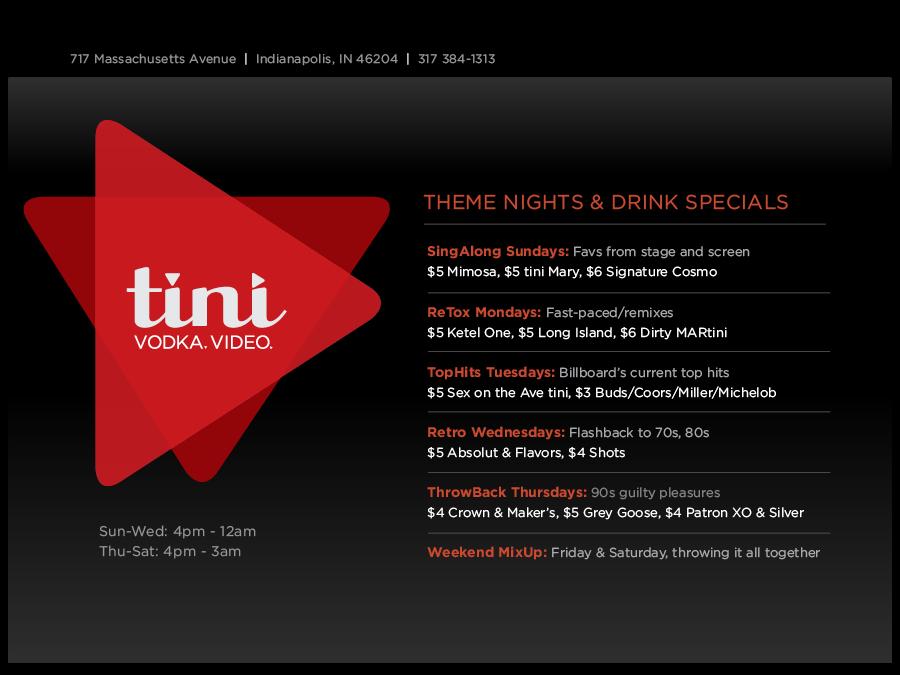 717 Massachusetts Avenue | Indianapolis, IN 46204 | 317 384-1313
tini
VODKA. VIDEO.
Sun-Wed: 4pm - 12am
Thu-Sat: 4pm - 3am
THEME NIGHTS & DRINK SPECIALS
SingAlong Sundays: Favs from stage and screen
$5 Mimosa, $5 tini Mary, $6 Signature Cosmo
ReTox Mondays: Fast-paced/remixes
$5 Ketel One, $5 Long Island, $6 Dirty MARtini
TopHits Tuesdays: Billboard's current top hits
$5 Sex on the Ave tini, $3 Buds/Coors/Miller/Michelob
Retro Wednesdays: Flashback to 70s, 80s
$5 Absolut & Flavors, $4 Shots
ThrowBack Thursdays: 90s guilty pleasures
$4 Crown & Maker's, $5 Grey Goose, $4 Patron XO & Silver
Weekend MixUp: Friday & Saturday, throwing it all together